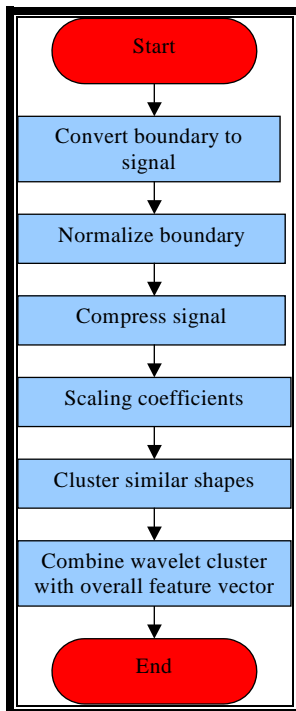 Start
Convert boundary to
signal
Normalize boundary
Compress signal
Scaling coefficients
Cluster similar shapes
Combine wavelet cluster
with overall feature vector
End